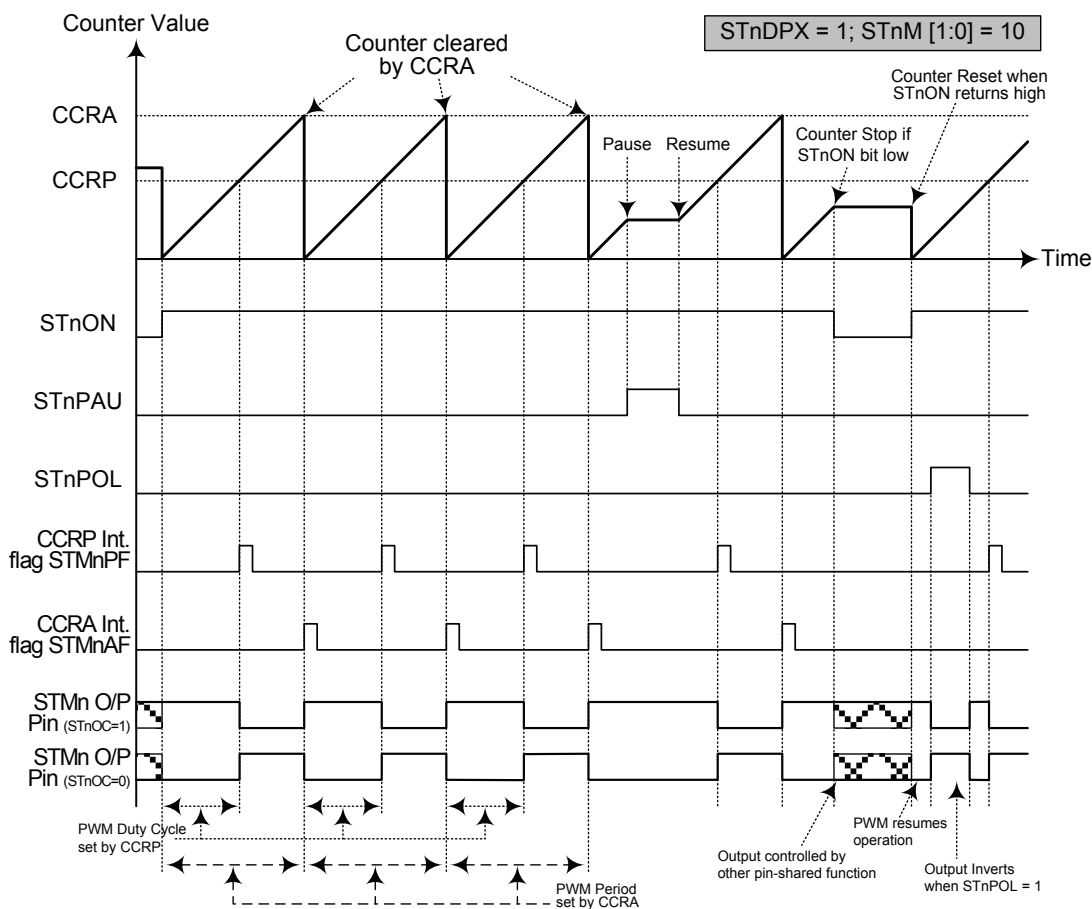 Counter Value
STnDPX = 1; STnM [1:0] = 10
Counter cleared
by CCRA
Counter Reset when
STnON returns high
CCRA
Pause
Resume
Counter Stop if
STnON bit low
CCRP
Time
STnON
STnPAU
STnPOL
CCRP Int.
flag STMnPF
CCRA Int.
flag STMnAF
STMn O/P
Pin (STnOC=1)
STMn O/P
Pin (STnOC=0)
PWM Duty Cycle
set by CCRP
PWM resumes
operation
Output controlled by
other pin-shared function
Output Inverts
when STnPOL = 1
PWM Period
set by CCRA